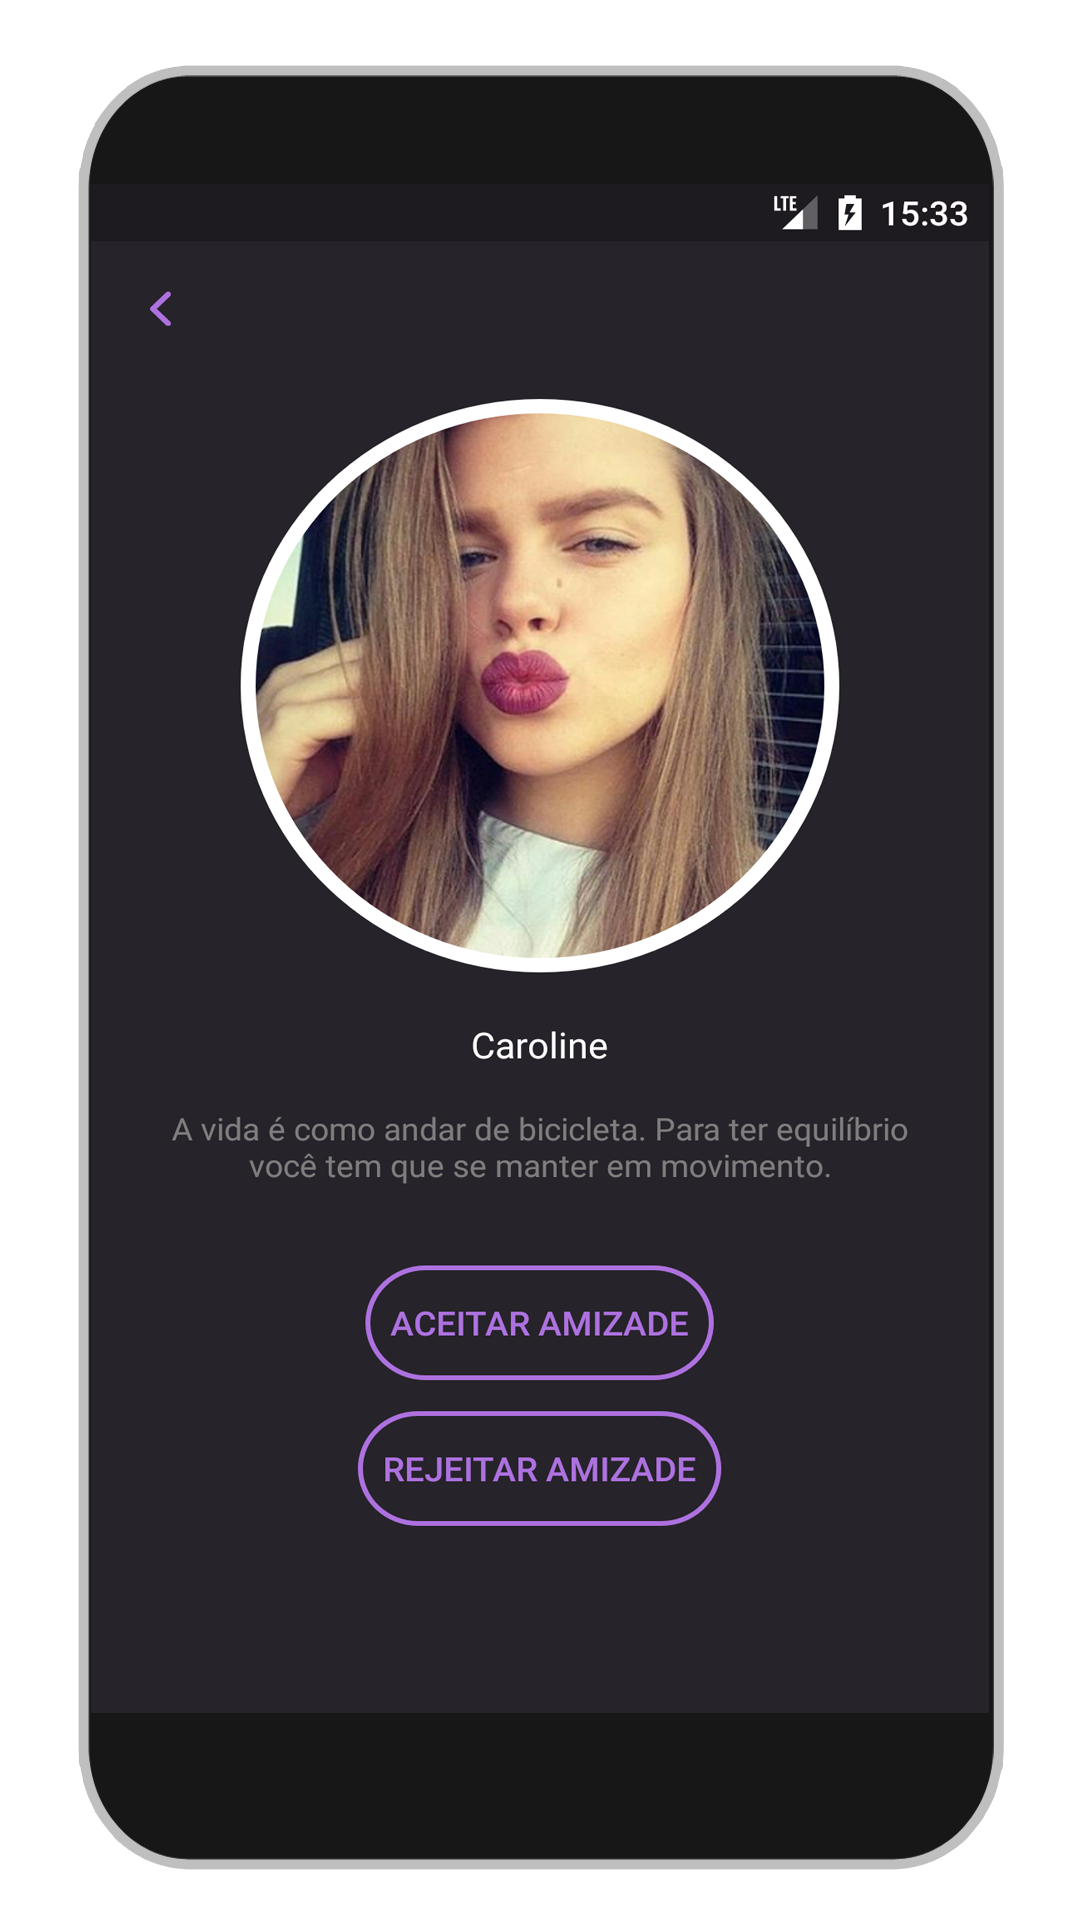 LTE 15:33
Caroline
A vida é como andar de bicicleta. Para ter equilíbrio
você tem que se manter em movimento.
ACEITAR AMIZADE
REJEITAR AMIZADE